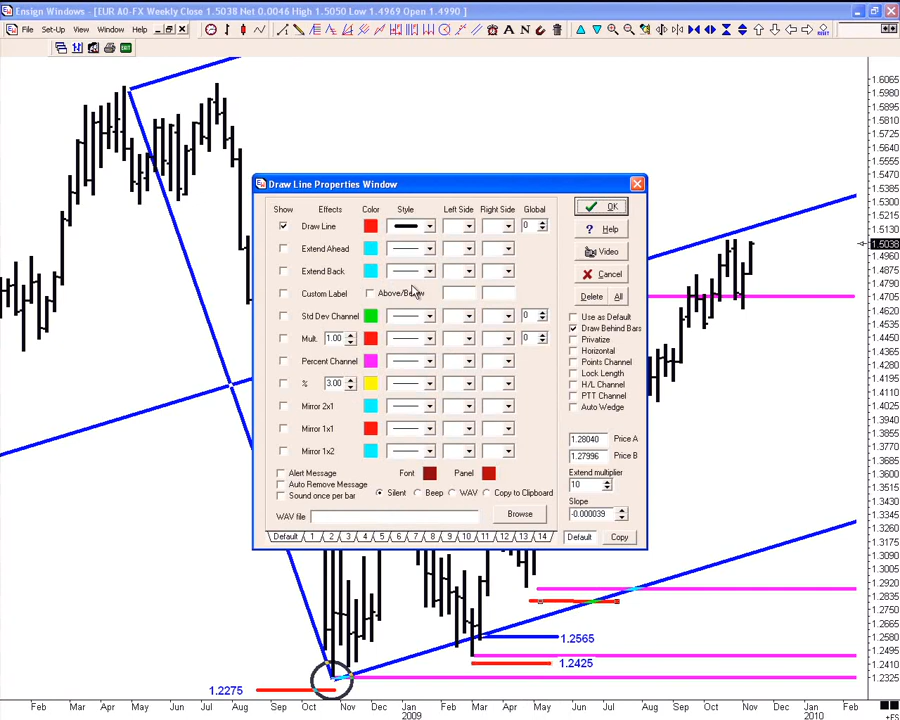 Ensign Windows - [EUR A0-FX Weekly Close 1.5038 Net 0.0046 High 1.5050 Low 1.4969 Open 1.4990 ]
File Set-Up View Window Help
1.6065
1.5980
1.5895
1.5810
1.5725
1.5640
1.5555
1.5470
1.5385
1.5300
1.5215
1.5130
1.5038
1.4960
1.4875
1.4790
1.4705
1.4620
1.4535
1.4450
1.4365
1.4280
1.4195
1.4110
1.4025
1.3940
1.3855
1.3770
1.3685
1.3600
1.3515
1.3430
1.3345
1.3260
1.3175
1.3090
1.3005
1.2920
1.2835
1.2750
1.2665
1.2580
1.2495
1.2410
1.2325
Draw Line Properties Window
Show Effects Color Style Left Side Right Side Global
Draw Line 0
Extend Ahead
Extend Back
Custom Label Above/Below
Std Dev Channel 0
Mult. 1.00 0
Percent Channel
% 3.00
Mirror 2x1
Mirror 1x1
Mirror 1x2
Alert Message Font Panel
Auto Remove Message
Sound once per bar Silent Beep WAV Copy to Clipboard
WAV file Browse
Default 1 2 3 4 5 6 7 8 9 10 11 12 13 14
OK
Help
Video
Cancel
Delete All
Use as Default
Draw Behind Bars
Privatize
Horizontal
Points Channel
Lock Length
H/L Channel
PTT Channel
Auto Wedge
1.28040 Price A
1.27996 Price B
Extend multiplier
10
Slope
-0.000039
Default Copy
1.2565
1.2425
1.2275
Feb Mar Apr May Jun Jul Aug Sep Oct Nov Dec 2009 Feb Mar Apr May Jun Jul Aug Sep Oct Nov Dec 2010 Feb
+FS